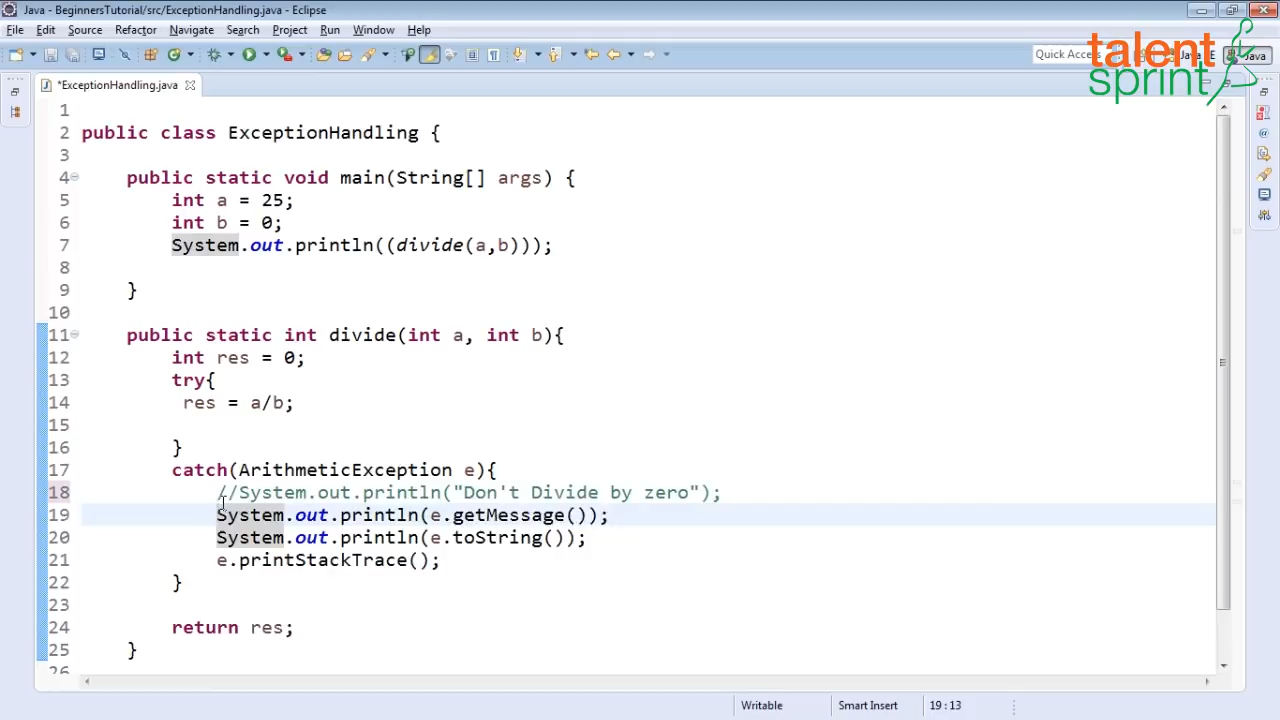 Java - BeginnersTutorial/src/ExceptionHandling.java - Eclipse
File Edit Source Refactor Navigate Search Project Run Window Help
Quick Acce
Java E
Java
talent
sprint
*ExceptionHandling.java
1
2 public class ExceptionHandling {
3
4 public static void main(String[] args) {
5 int a = 25;
6 int b = 0;
7 System.out.println((divide(a,b)));
8
9 }
10
11 public static int divide(int a, int b){
12 int res = 0;
13 try{
14 res = a/b;
15
16 }
17 catch(ArithmeticException e){
18 //System.out.println("Don't Divide by zero");
19 System.out.println(e.getMessage());
20 System.out.println(e.toString());
21 e.printStackTrace();
22 }
23
24 return res;
25 }
26
Writable Smart Insert 19 : 13